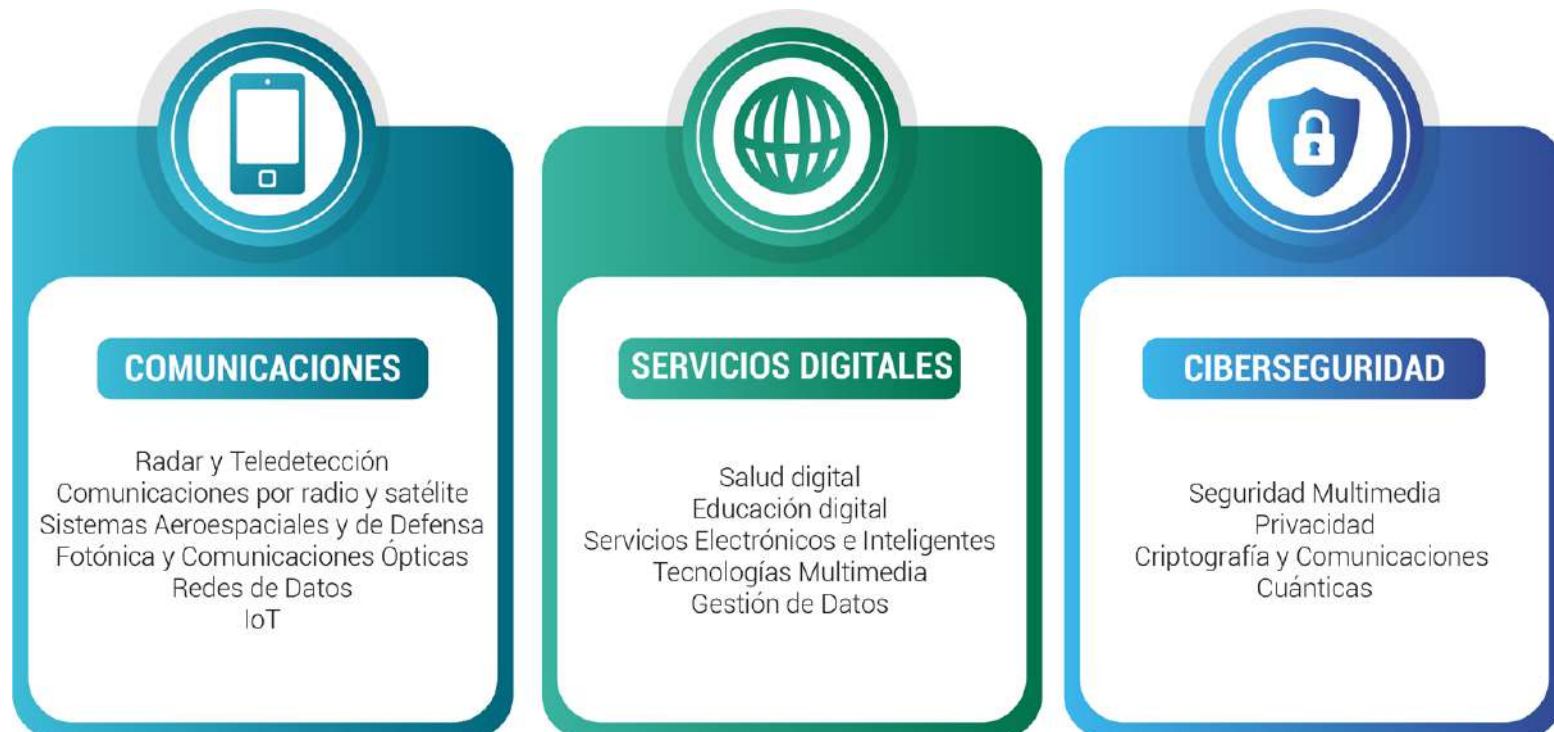 COMUNICACIONES
Radar y Teledetección
Comunicaciones por radio y satélite
Sistemas Aeroespaciales y de Defensa
Fotónica y Comunicaciones Ópticas
Redes de Datos
IoT
SERVICIOS DIGITALES
Salud digital
Educación digital
Servicios Electrónicos e Inteligentes
Tecnologías Multimedia
Gestión de Datos
CIBERSEGURIDAD
Seguridad Multimedia
Privacidad
Criptografía y Comunicaciones
Cuánticas